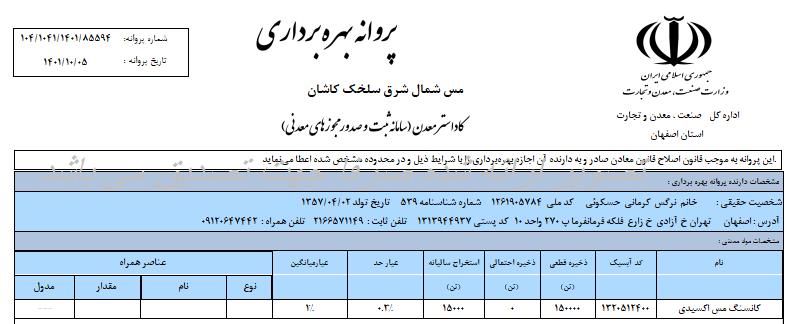 پروانه بهره برداری
شماره پروانه: ۱۰۴/۱۰۴۱/۱۴۰۱/۸۵۵۹۴
تاریخ پروانه : ۱۴۰۱/۱۰/۰۵
جمهوری اسلامی ایران
وزارت صنعت، معدن و تجارت
اداره کل صنعت ، معدن و تجارت
استان اصفهان
مس شمال شرق سلخک کاشان
کاداستر معدن (سامانه ثبت و صدور مجوزهای معدنی)
این پروانه به موجب قانون اصلاح قانون معادن صادر و به دارنده آن اجازه بهره‌برداری را با شرایط ذیل و در محدوده مشخص شده اعطا می‌نماید.
مشخصات دارنده پروانه بهره برداری :
شخصیت حقیقی : خانم نرگس کرمانی حسکوئی کد ملی ۱۲۶۱۹۰۵۷۸۴ شماره شناسنامه ۵۳۹ تاریخ تولد ۱۳۵۷/۰۴/۰۲
آدرس : اصفهان تهران خ آزادی خ زارع فلکه فرمانفرما پ ۲۷۰ واحد ۱۰ کد پستی ۱۳۱۳۹۴۴۹۳۷ تلفن ثابت : ۲۱۶۶۵۷۱۱۴۹ تلفن همراه : ۰۹۱۲۰۶۴۷۴۴۲
مشخصات مواد معدنی :
نام کد آیسیک ذخیره قطعی (تن) ذخیره احتمالی (تن) استخراج سالیانه (تن) عیار حد عیارمیانگین عناصر همراه
نوع نام مقدار مدول
کانسنگ مس اکسیدی ۱۳۲۰۵۱۲۴۰۰ ۱۵۰۰۰۰ ۰ ۱۵۰۰۰ ۰.۳% ۱% ----